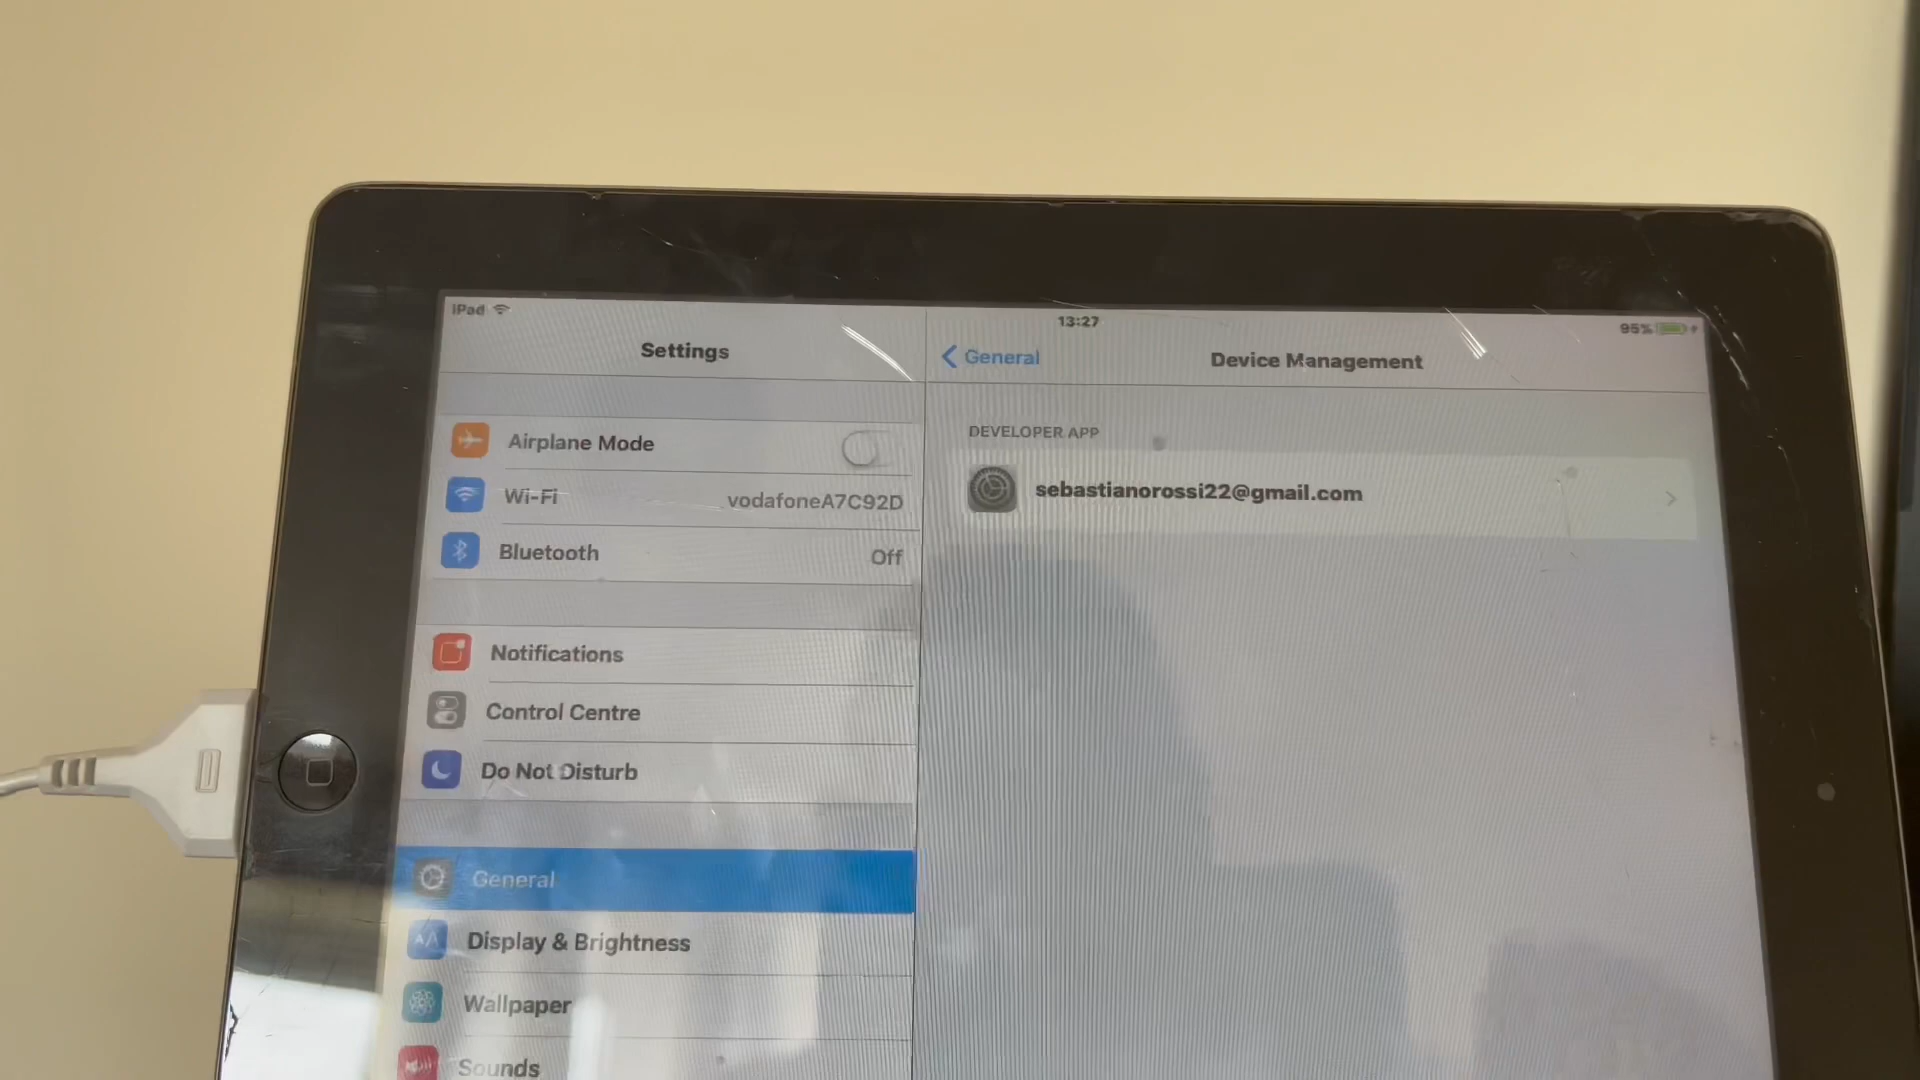 iPad
13:27
95%
Settings
General
Device Management
Airplane Mode
Wi-Fi
vodafoneA7C92D
Bluetooth
Off
Notifications
Control Centre
Do Not Disturb
General
AA Display & Brightness
Wallpaper
Sounds
DEVELOPER APP
sebastianorossi22@gmail.com